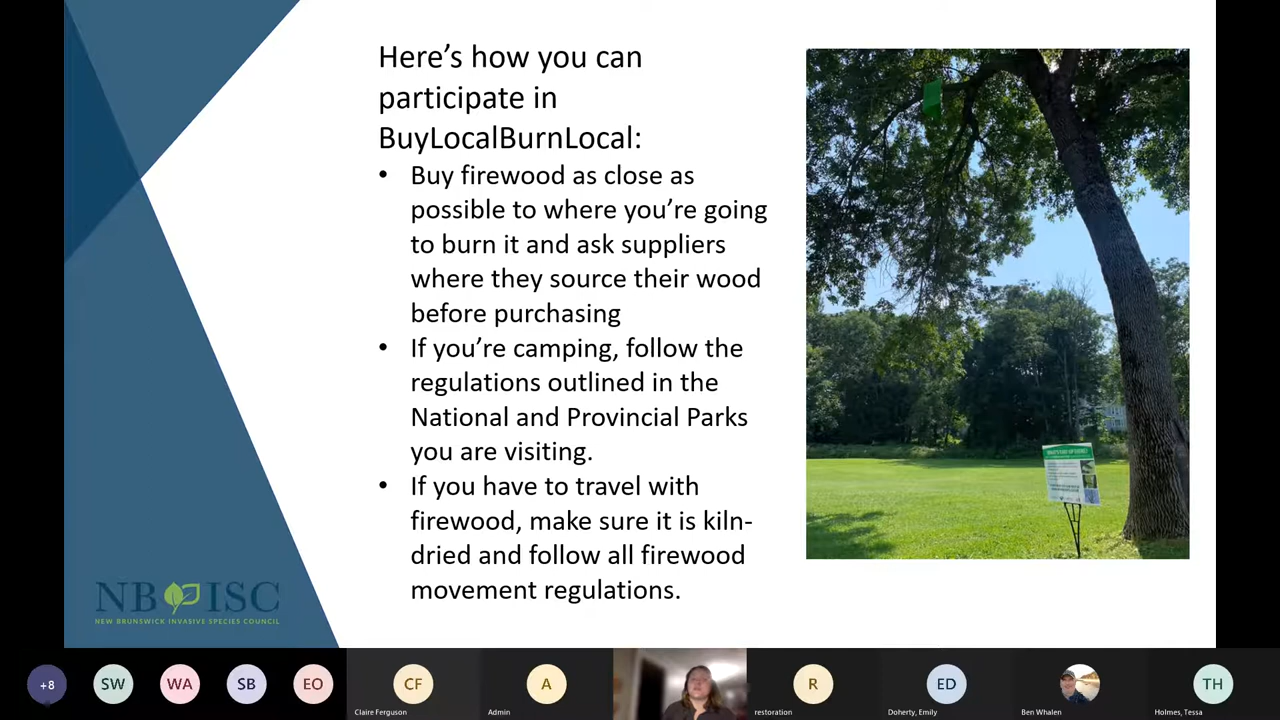 Here's how you can
participate in
BuyLocalBurnLocal:
• Buy firewood as close as
possible to where you're going
to burn it and ask suppliers
where they source their wood
before purchasing
• If you're camping, follow the
regulations outlined in the
National and Provincial Parks
you are visiting.
• If you have to travel with
firewood, make sure it is kiln-
dried and follow all firewood
movement regulations.
NB ISC
NEW BRUNSWICK INVASIVE SPECIES COUNCIL
+8
SW
WA
SB
EO
CF
Claire Ferguson
A
Admin
R
restoration
ED
Doherty, Emily
Ben Whalen
TH
Holmes, Tessa